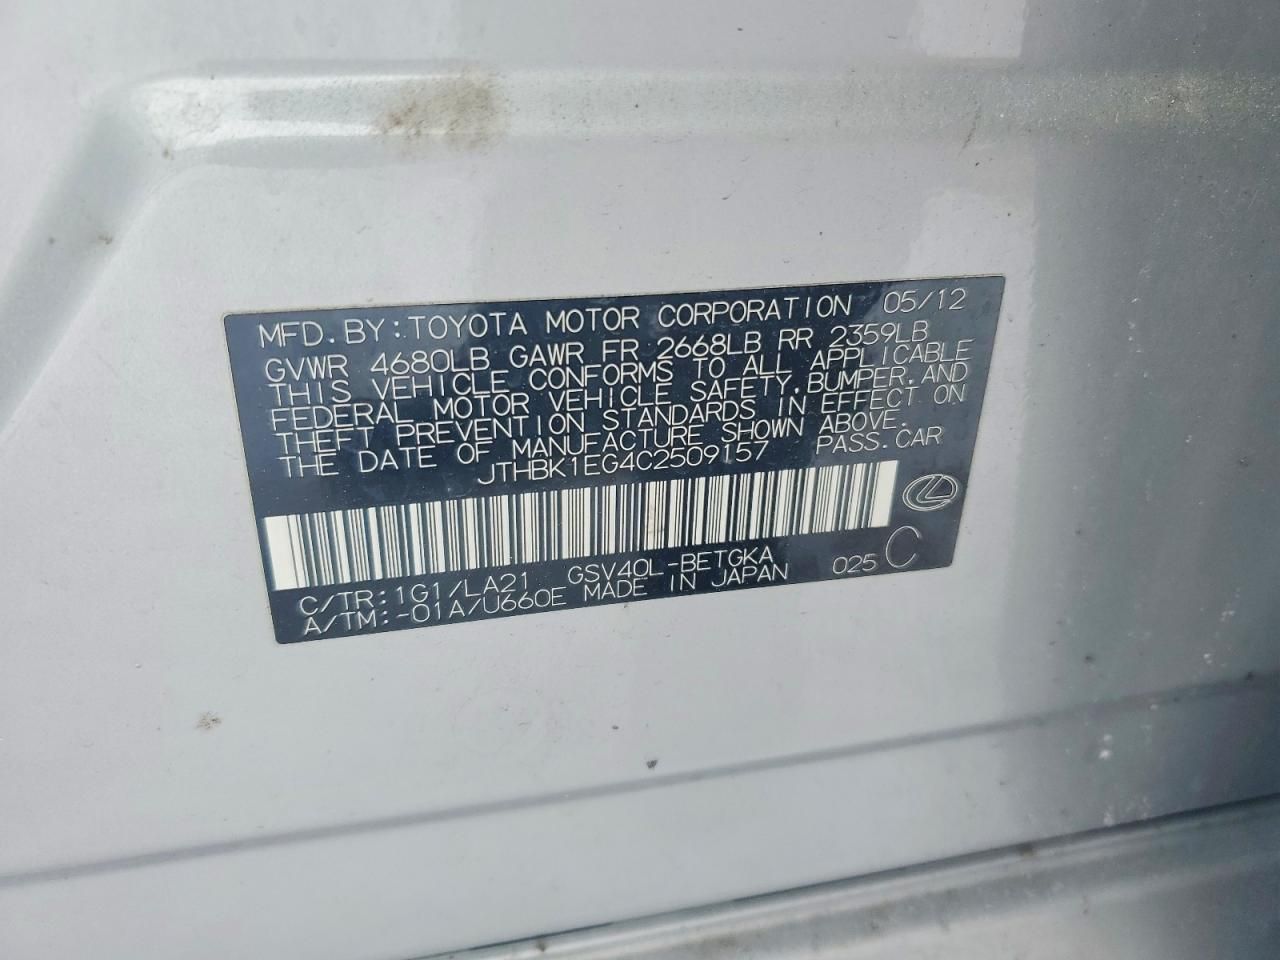 MFD.BY:TOYOTA MOTOR CORPORATION 05/12
GVWR 4680LB GAWR FR 2668LB RR 2359LB
THIS VEHICLE CONFORMS TO ALL APPLICABLE
FEDERAL MOTOR VEHICLE SAFETY,BUMPER,AND
THEFT PREVENTION STANDARDS IN EFFECT ON
THE DATE OF MANUFACTURE SHOWN ABOVE.
JTHBK1EG4C2509157 PASS.CAR
C/TR:1G1/LA21 GSV40L-BETGKA 025 C
A/TM:-01A/U660E MADE IN JAPAN